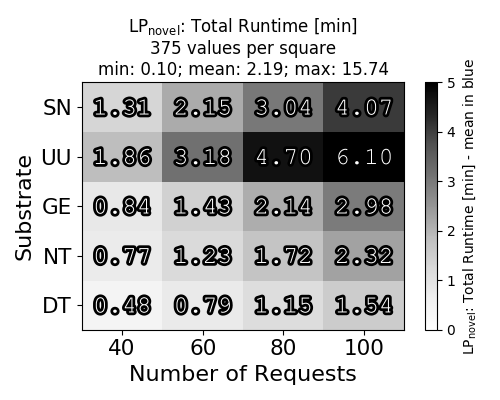 LP_novel: Total Runtime [min]
375 values per square
min: 0.10; mean: 2.19; max: 15.74
SN 1.31 2.15 3.04 4.07
UU 1.86 3.18 4.70 6.10
GE 0.84 1.43 2.14 2.98
NT 0.77 1.23 1.72 2.32
DT 0.48 0.79 1.15 1.54
40 60 80 100
Number of Requests
Substrate
5
4
3
2
1
0
LP_novel: Total Runtime [min] - mean in blue